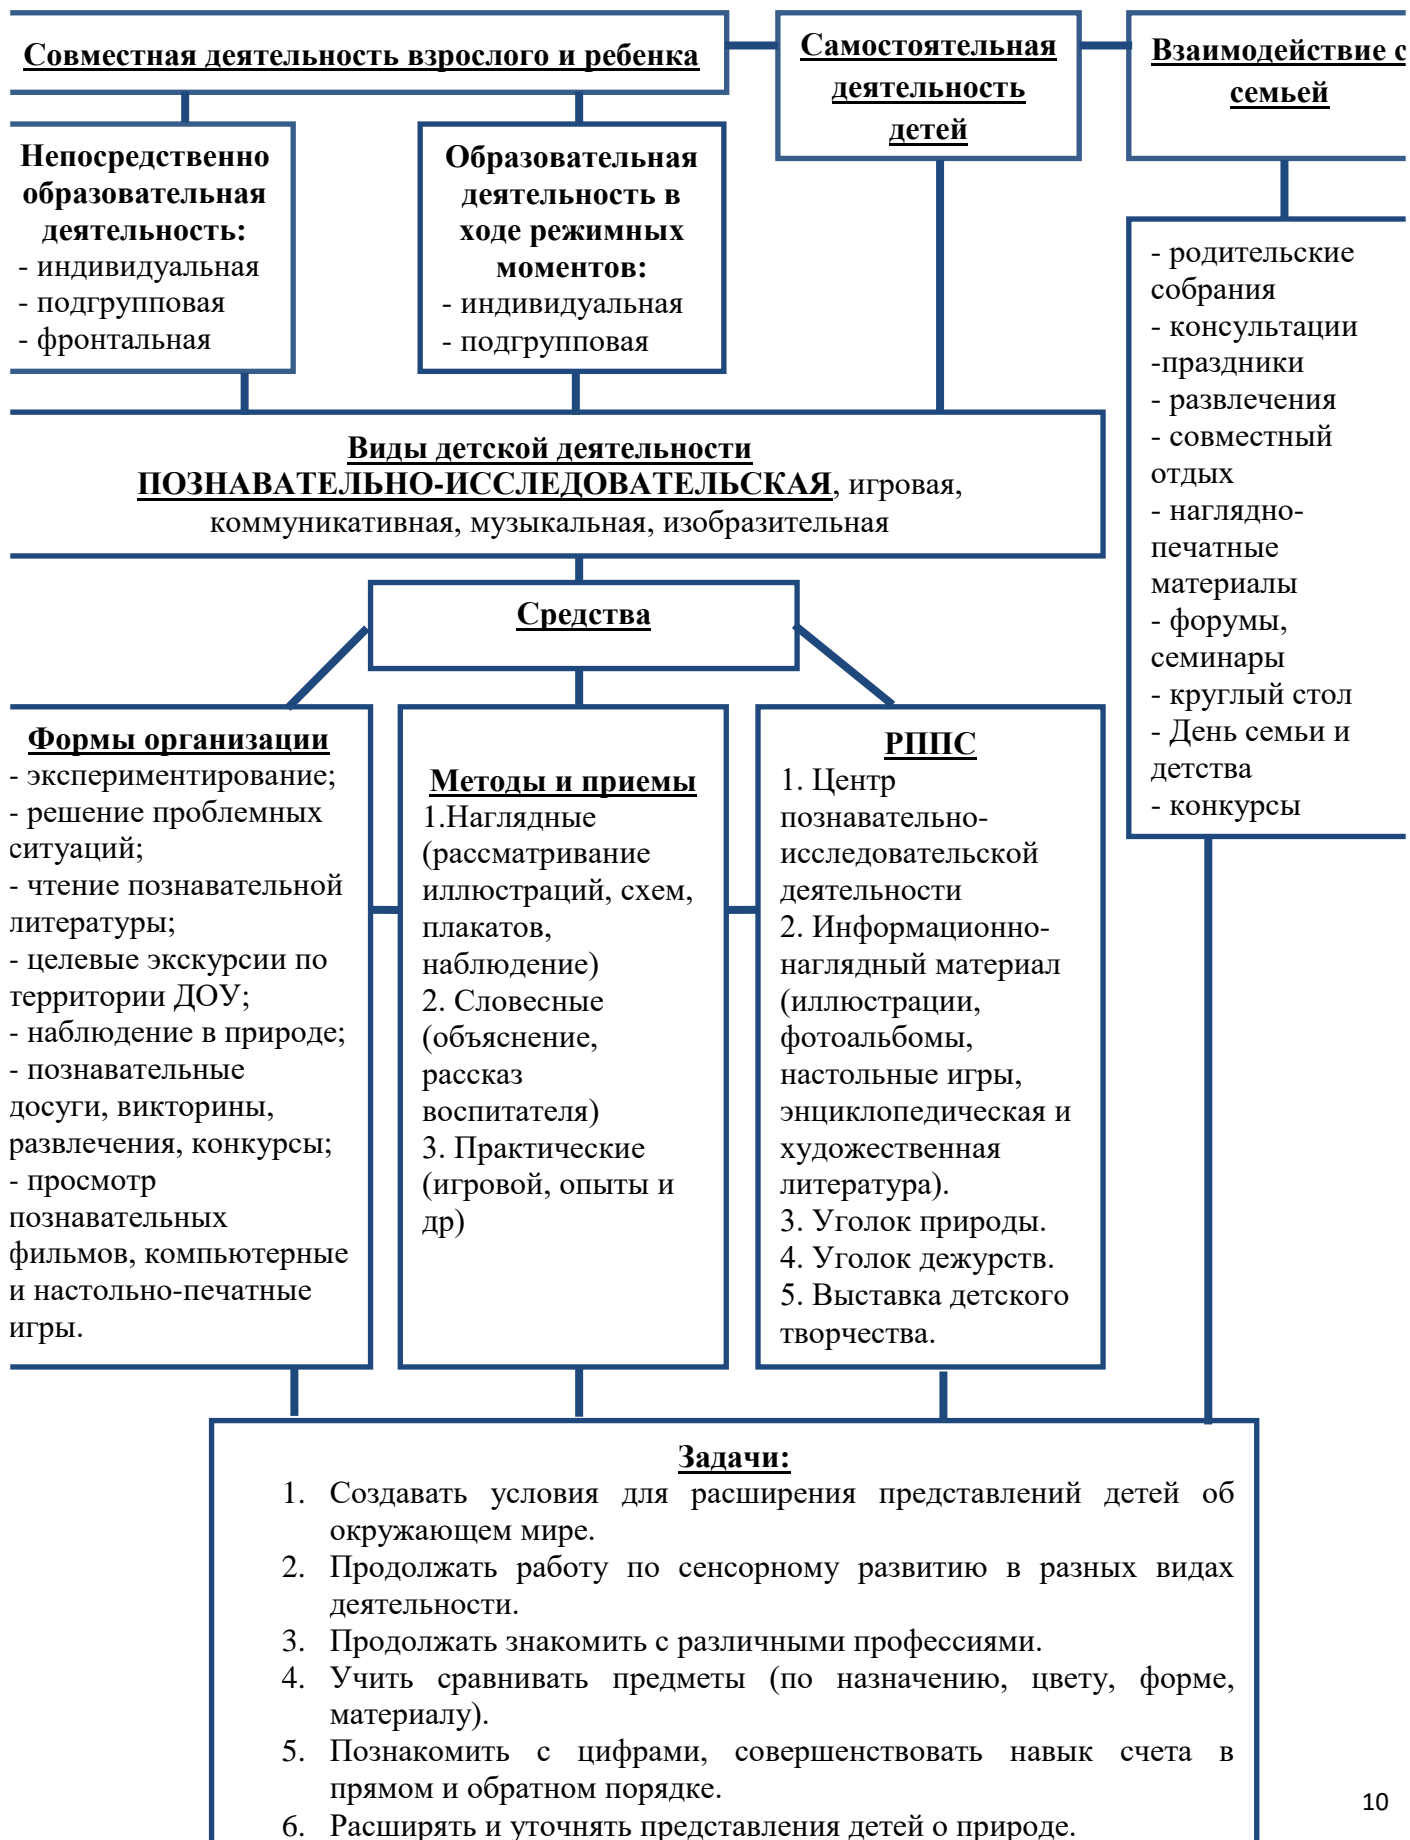 Совместная деятельность взрослого и ребенка
Самостоятельная
деятельность
детей
Взаимодействие с
семьей
Непосредственно
образовательная
деятельность:
- индивидуальная
- подгрупповая
- фронтальная
Образовательная
деятельность в
ходе режимных
моментов:
- индивидуальная
- подгрупповая
- родительские
собрания
- консультации
-праздники
- развлечения
- совместный
отдых
- наглядно-
печатные
материалы
- форумы,
семинары
- круглый стол
- День семьи и
детства
- конкурсы
Виды детской деятельности
ПОЗНАВАТЕЛЬНО-ИССЛЕДОВАТЕЛЬСКАЯ, игровая,
коммуникативная, музыкальная, изобразительная
Средства
Формы организации
- экспериментирование;
- решение проблемных
ситуаций;
- чтение познавательной
литературы;
- целевые экскурсии по
территории ДОУ;
- наблюдение в природе;
- познавательные
досуги, викторины,
развлечения, конкурсы;
- просмотр
познавательных
фильмов, компьютерные
и настольно-печатные
игры.
Методы и приемы
1.Наглядные
(рассматривание
иллюстраций, схем,
плакатов,
наблюдение)
2. Словесные
(объяснение,
рассказ
воспитателя)
3. Практические
(игровой, опыты и
др)
РППС
1. Центр
познавательно-
исследовательской
деятельности
2. Информационно-
наглядный материал
(иллюстрации,
фотоальбомы,
настольные игры,
энциклопедическая и
художественная
литература).
3. Уголок природы.
4. Уголок дежурств.
5. Выставка детского
творчества.
Задачи:
1. Создавать условия для расширения представлений детей об
окружающем мире.
2. Продолжать работу по сенсорному развитию в разных видах
деятельности.
3. Продолжать знакомить с различными профессиями.
4. Учить сравнивать предметы (по назначению, цвету, форме,
материалу).
5. Познакомить с цифрами, совершенствовать навык счета в
прямом и обратном порядке.
6. Расширять и уточнять представления детей о природе.
10